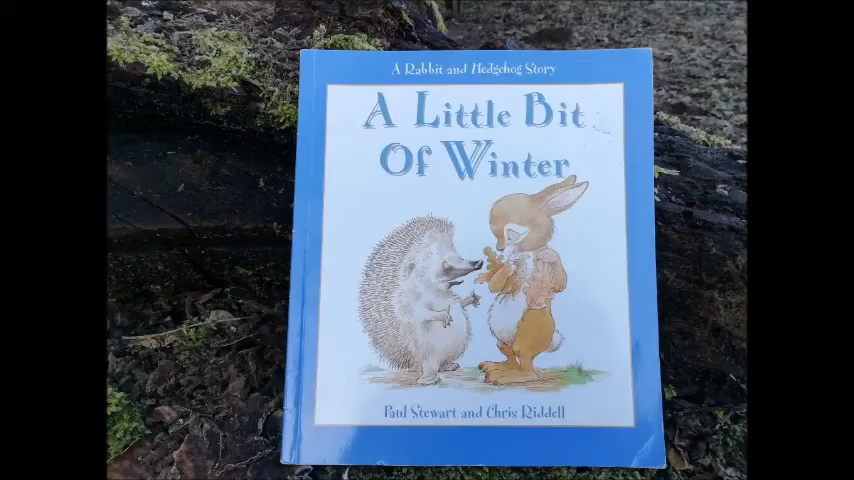 A Rabbit and Hedgehog Story
A Little Bit
Of Winter
Paul Stewart and Chris Riddell